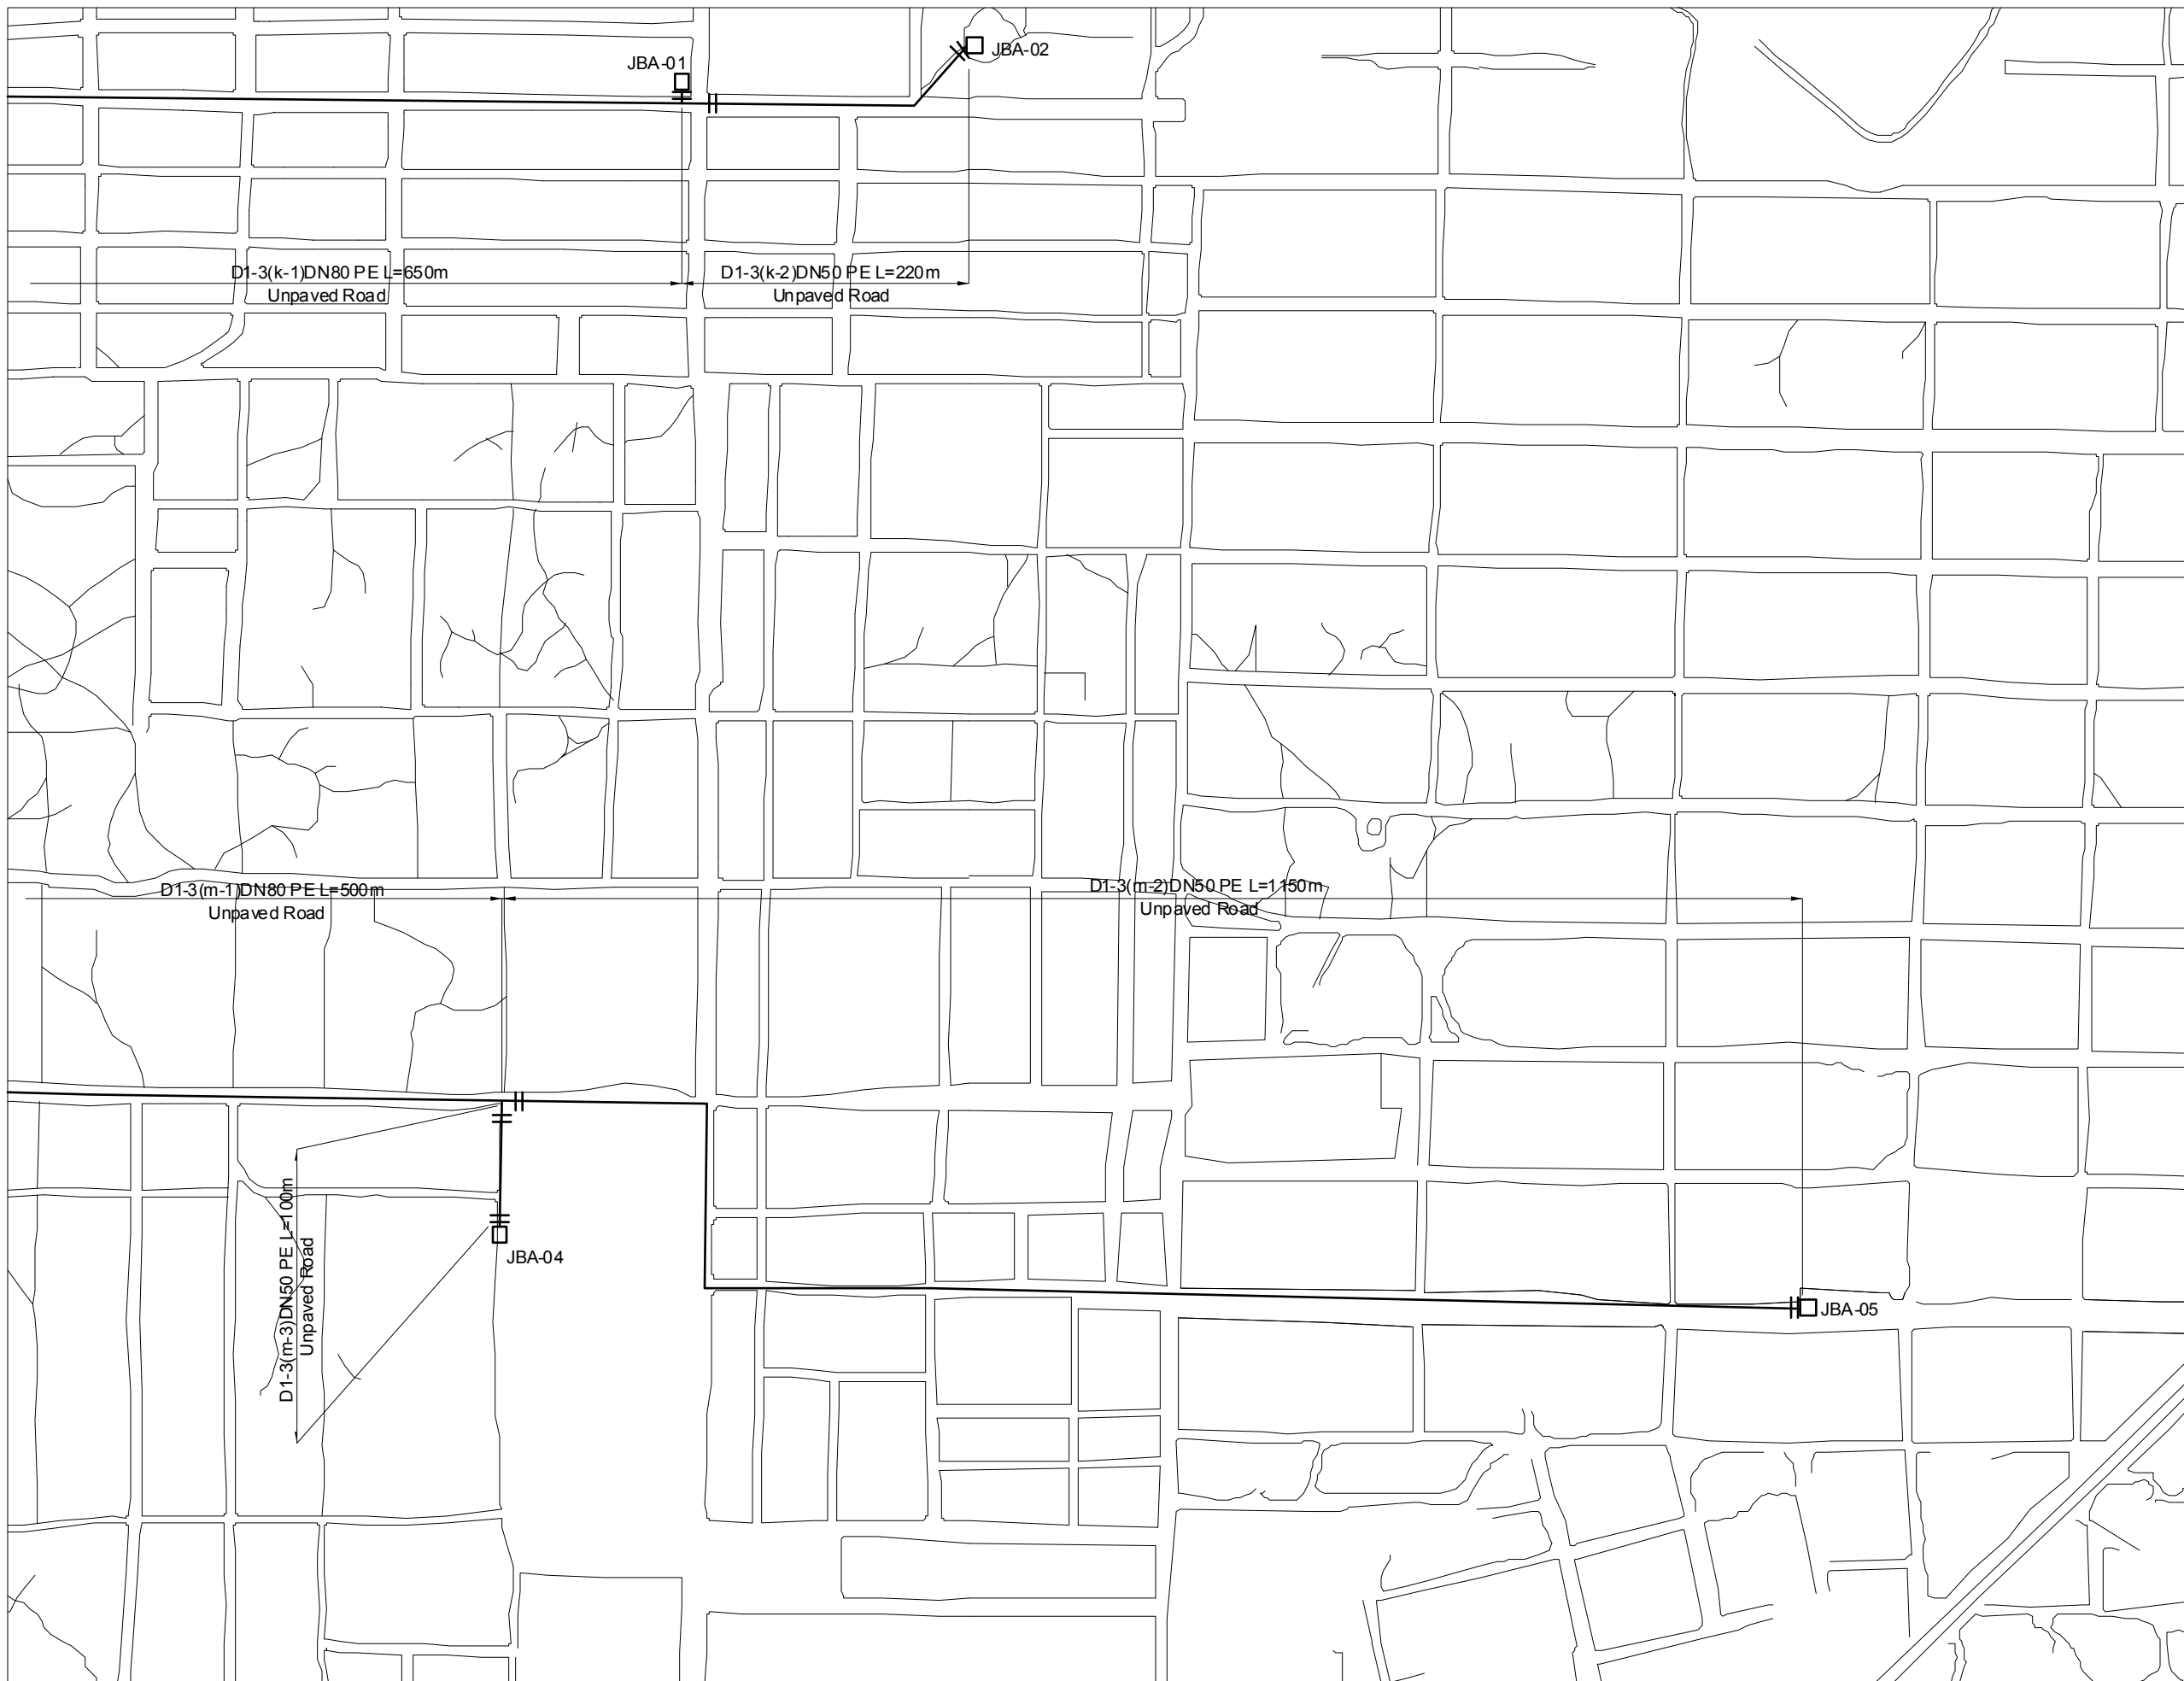 JBA-02
JBA-01
D1-3(k-1)DN80 PE L=650m
Unpaved Road
D1-3(k-2)DN50 PE L=220m
Unpaved Road
D1-3(m-1)DN80 PE L=500m
Unpaved Road
D1-3(m-2)DN50 PE L=1150m
Unpaved Road
D1-3(m-3)DN50 PE L=100m
Unpaved Road
JBA-04
JBA-05